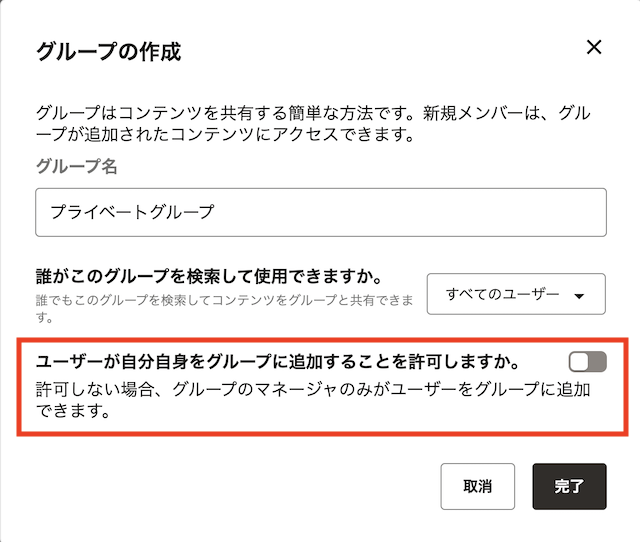 グループの作成
グループはコンテンツを共有する簡単な方法です。新規メンバーは、グル
ープが追加されたコンテンツにアクセスできます。
グループ名
プライベートグループ
誰がこのグループを検索して使用できますか。
すべてのユーザー
誰でもこのグループを検索してコンテンツをグループと共有できま
す。
ユーザーが自分自身をグループに追加することを許可しますか。
許可しない場合、グループのマネージャのみがユーザーをグループに追加
できます。
取消
完了